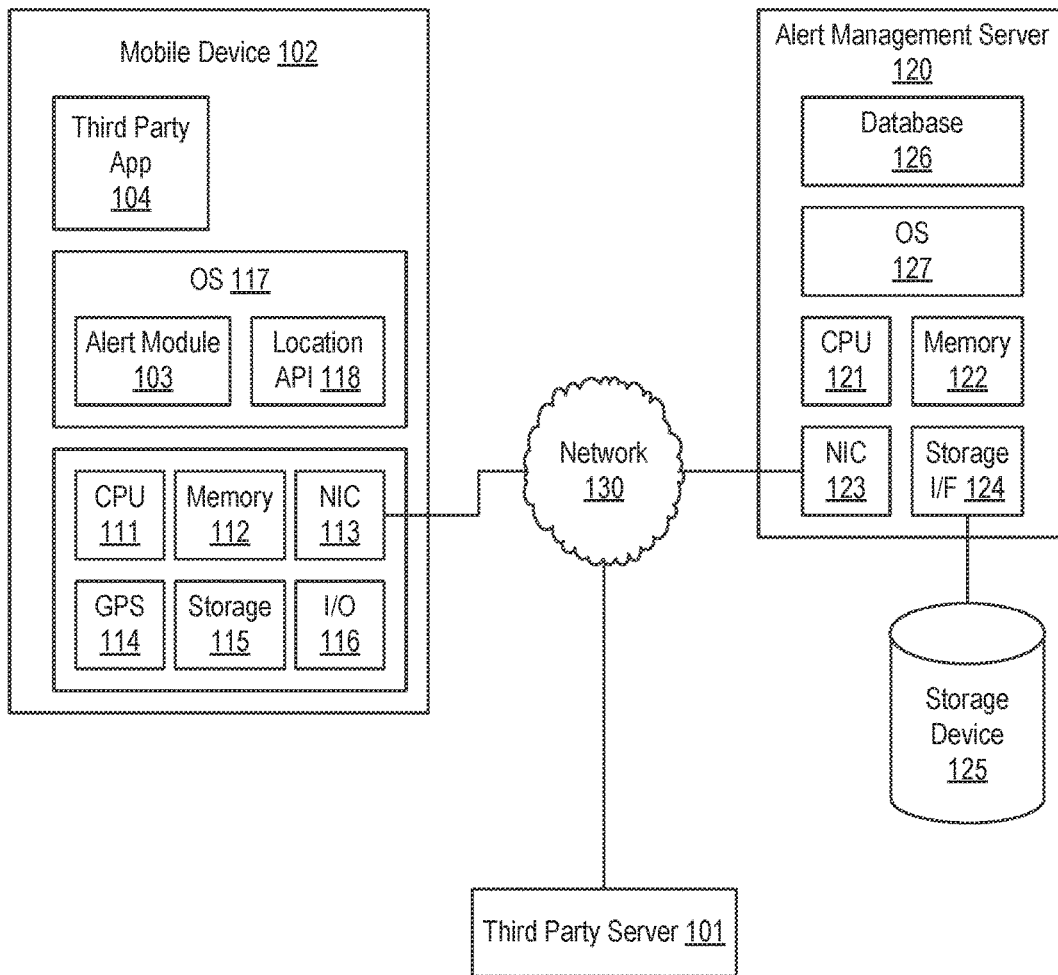 Mobile Device 102
Third Party
App
104
OS 117
Alert Module
103
Location
API 118
CPU
111
Memory
112
NIC
113
GPS
114
Storage
115
I/O
116
Network
130
Alert Management Server
120
Database
126
OS
127
CPU
121
Memory
122
NIC
123
Storage
I/F 124
Storage
Device
125
Third Party Server 101